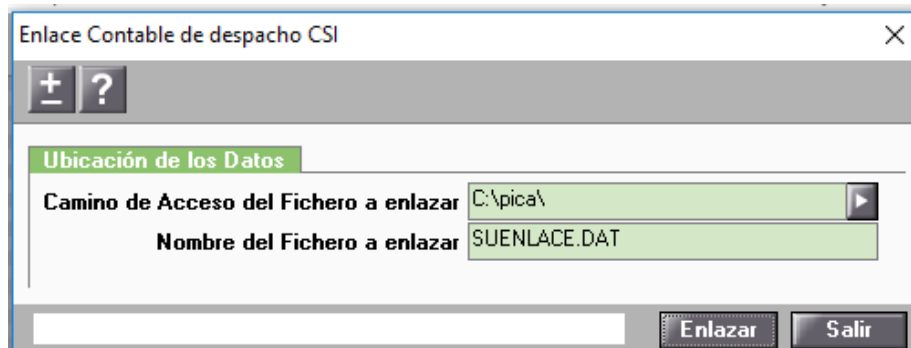 Enlace Contable de despacho CSI
± ?
Ubicación de los Datos
Camino de Acceso del Fichero a enlazar C:\pica\
Nombre del Fichero a enlazar SUENLACE.DAT
Enlazar Salir